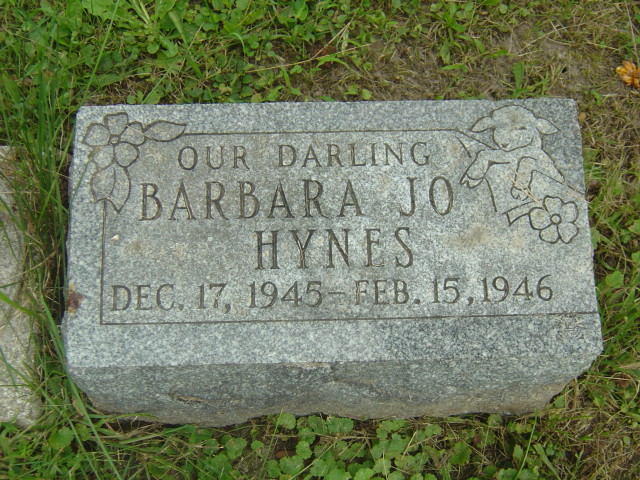 OUR DARLING
BARBARA JO
HYNES
DEC. 17, 1945 - FEB. 15, 1946